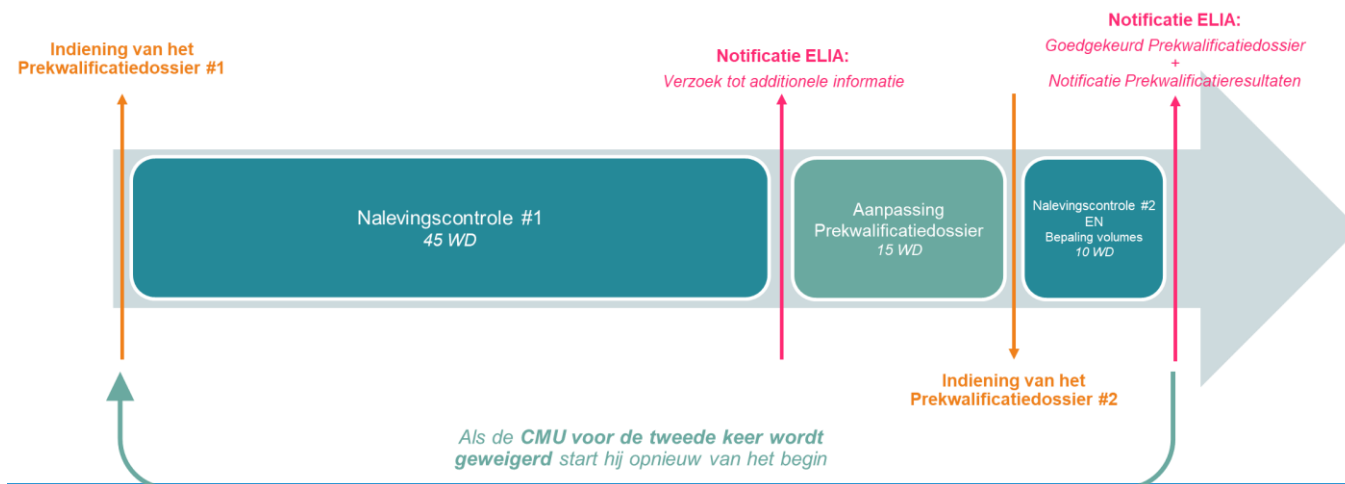 Indiening van het
Prekwalificatiedossier #1
Notificatie ELIA:
Verzoek tot additionele informatie
Notificatie ELIA:
Goedgekeurd Prekwalificatiedossier
+
Notificatie Prekwalificatieresultaten
Nalevingscontrole #1
45 WD
Aanpassing
Prekwalificatiedossier
15 WD
Nalevingscontrole #2
EN
Bepaling volumes
10 WD
Indiening van het
Prekwalificatiedossier #2
Als de CMU voor de tweede keer wordt
geweigerd start hij opnieuw van het begin